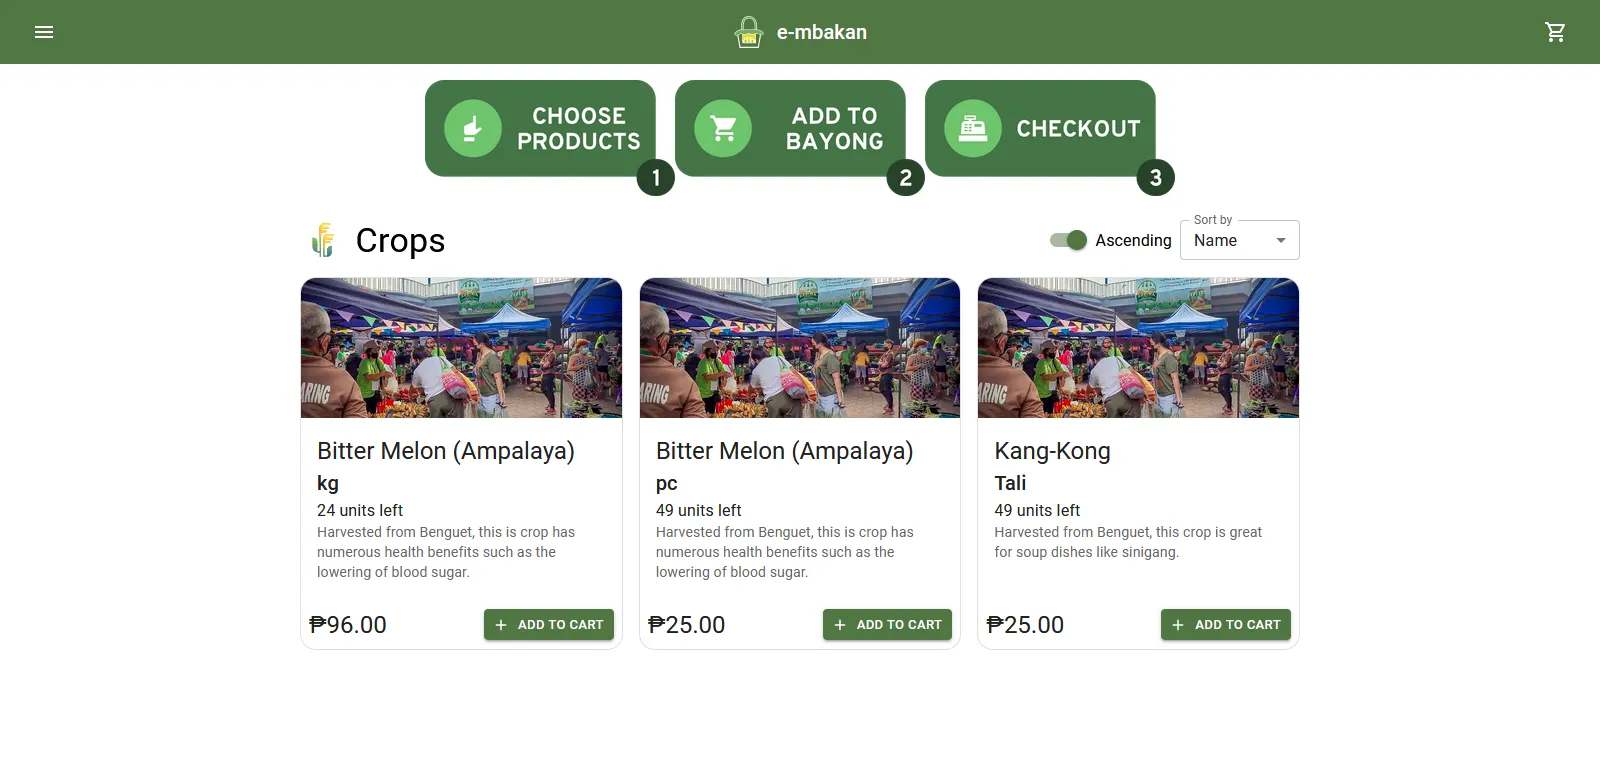 e-mbakan
CHOOSE
PRODUCTS
1
ADD TO
BAYONG
2
CHECKOUT
3
Crops
Ascending
Sort by
Name
ARING
Bitter Melon (Ampalaya)
kg
24 units left
Harvested from Benguet, this is crop has
numerous health benefits such as the
lowering of blood sugar.
₱96.00
ADD TO CART
ARING
Bitter Melon (Ampalaya)
pc
49 units left
Harvested from Benguet, this is crop has
numerous health benefits such as the
lowering of blood sugar.
₱25.00
ADD TO CART
ARING
Kang-Kong
Tali
49 units left
Harvested from Benguet, this crop is great
for soup dishes like sinigang.
₱25.00
ADD TO CART